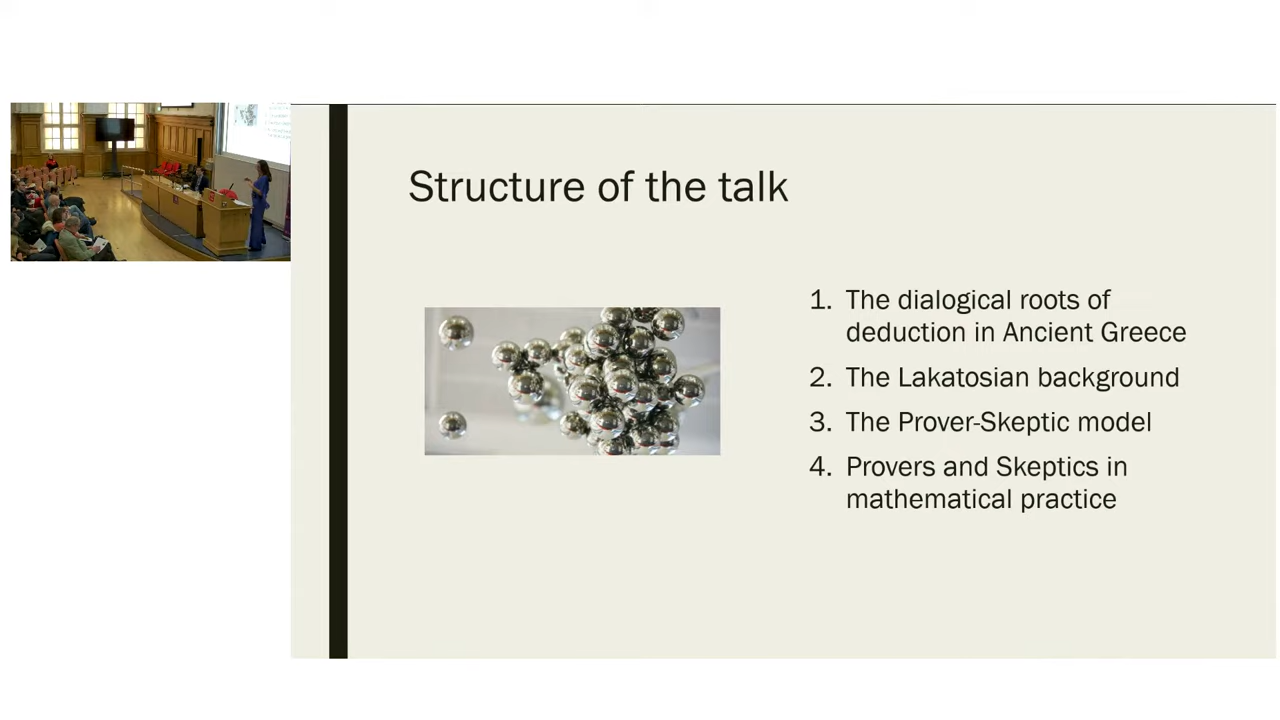 Structure of the talk
1. The dialogical roots of
deduction in Ancient Greece
2. The Lakatosian background
3. The Prover-Skeptic model
4. Provers and Skeptics in
mathematical practice